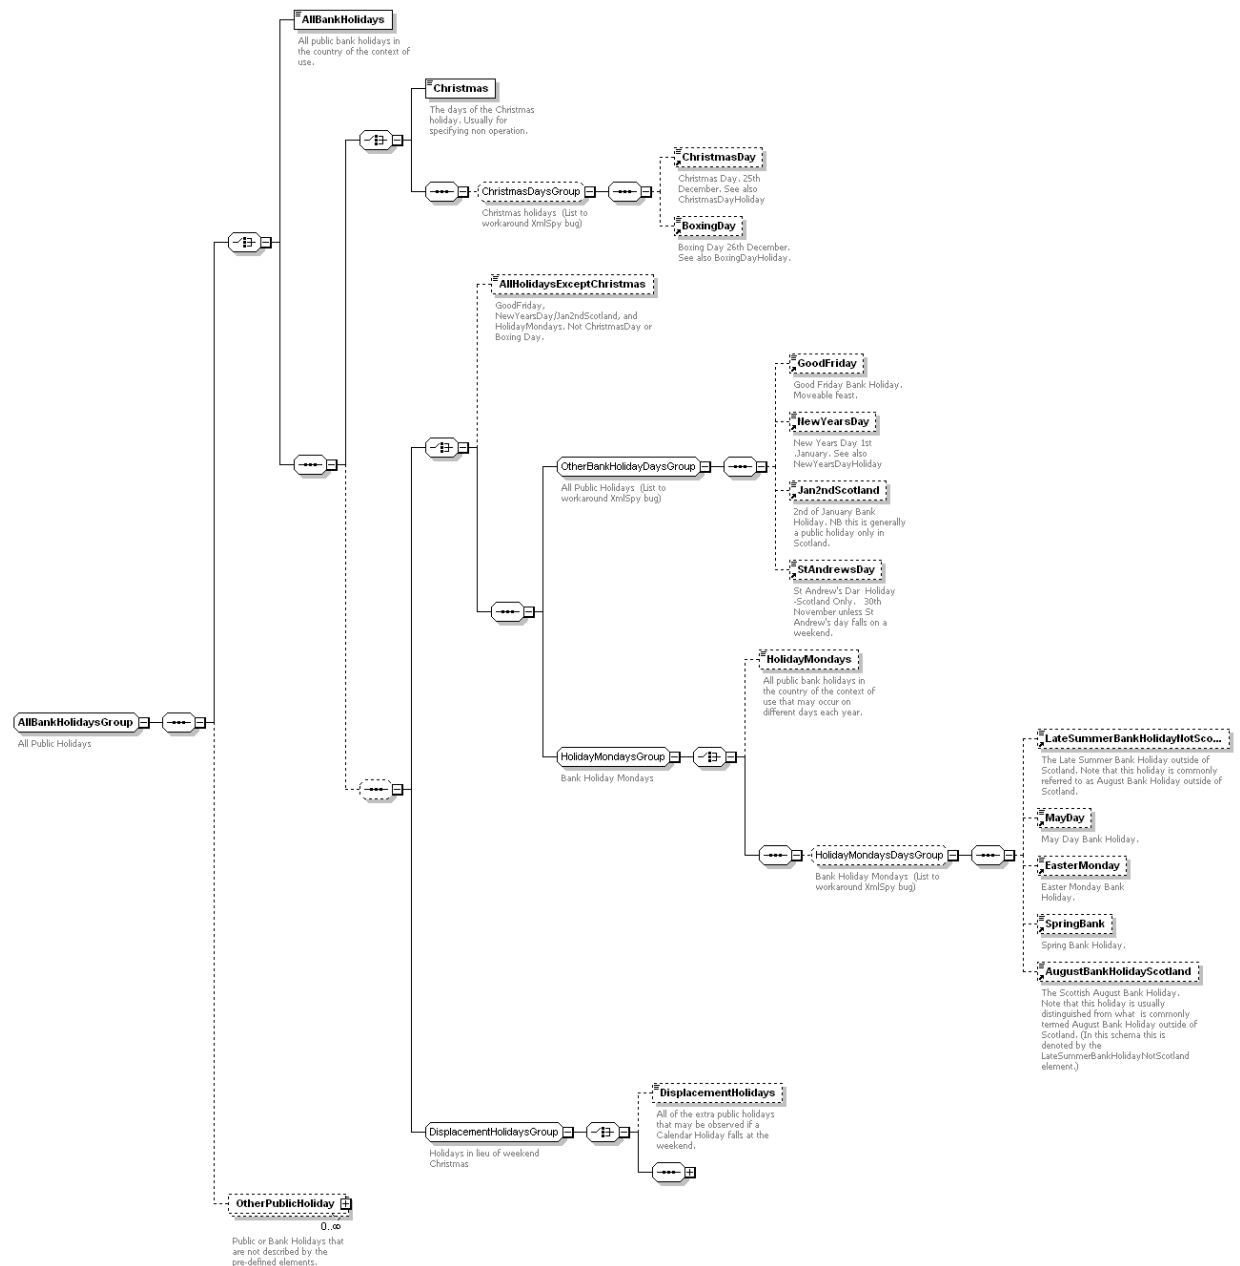 AllBankHolidays
All public bank holidays in
the country of the context of
use.
Christmas
The days of the Christmas
holiday. Usually for
specifying non operation.
ChristmasDay
Christmas Day. 25th
December. See also
ChristmasDayHoliday
ChristmasDaysGroup
Christmas holidays (List to
workaround XmlSpy bug)
BoxingDay
Boxing Day 26th December.
See also BoxingDayHoliday.
AllHolidaysExceptChristmas
GoodFriday,
NewYearsDay/Jan2ndScotland, and
HolidayMondays. Not ChristmasDay or
Boxing Day.
GoodFriday
Good Friday Bank Holiday.
Moveable feast.
NewYearsDay
New Years Day 1st
January. See also
NewYearsDayHoliday
OtherBankHolidayDaysGroup
All Public Holidays (List to
workaround XmlSpy bug)
Jan2ndScotland
2nd of January Bank
Holiday. NB this is generally
a public holiday only in
Scotland.
StAndrewsDay
St Andrew's Dar Holiday
-Scotland Only. 30th
November unless St
Andrew's day falls on a
weekend.
HolidayMondays
All public bank holidays in
the country of the context of
use that may occur on
different days each year.
AllBankHolidaysGroup
All Public Holidays
HolidayMondaysGroup
Bank Holiday Mondays
LateSummerBankHolidayNotSco...
The Late Summer Bank Holiday outside of
Scotland. Note that this holiday is commonly
referred to as August Bank Holiday outside of
Scotland.
MayDay
May Day Bank Holiday.
HolidayMondaysDaysGroup
Bank Holiday Mondays (List to
workaround XmlSpy bug)
EasterMonday
Easter Monday Bank
Holiday.
SpringBank
Spring Bank Holiday.
AugustBankHolidayScotland
The Scottish August Bank Holiday.
Note that this holiday is usually
distinguished from what is commonly
termed August Bank Holiday outside of
Scotland. (In this schema this is
denoted by the
LateSummerBankHolidayNotScotland
element.)
DisplacementHolidays
All of the extra public holidays
that may be observed if a
Calendar Holiday falls at the
weekend.
DisplacementHolidaysGroup
Holidays in lieu of weekend
Christmas
OtherPublicHoliday
0..∞
Public or Bank Holidays that
are not described by the
pre-defined elements.